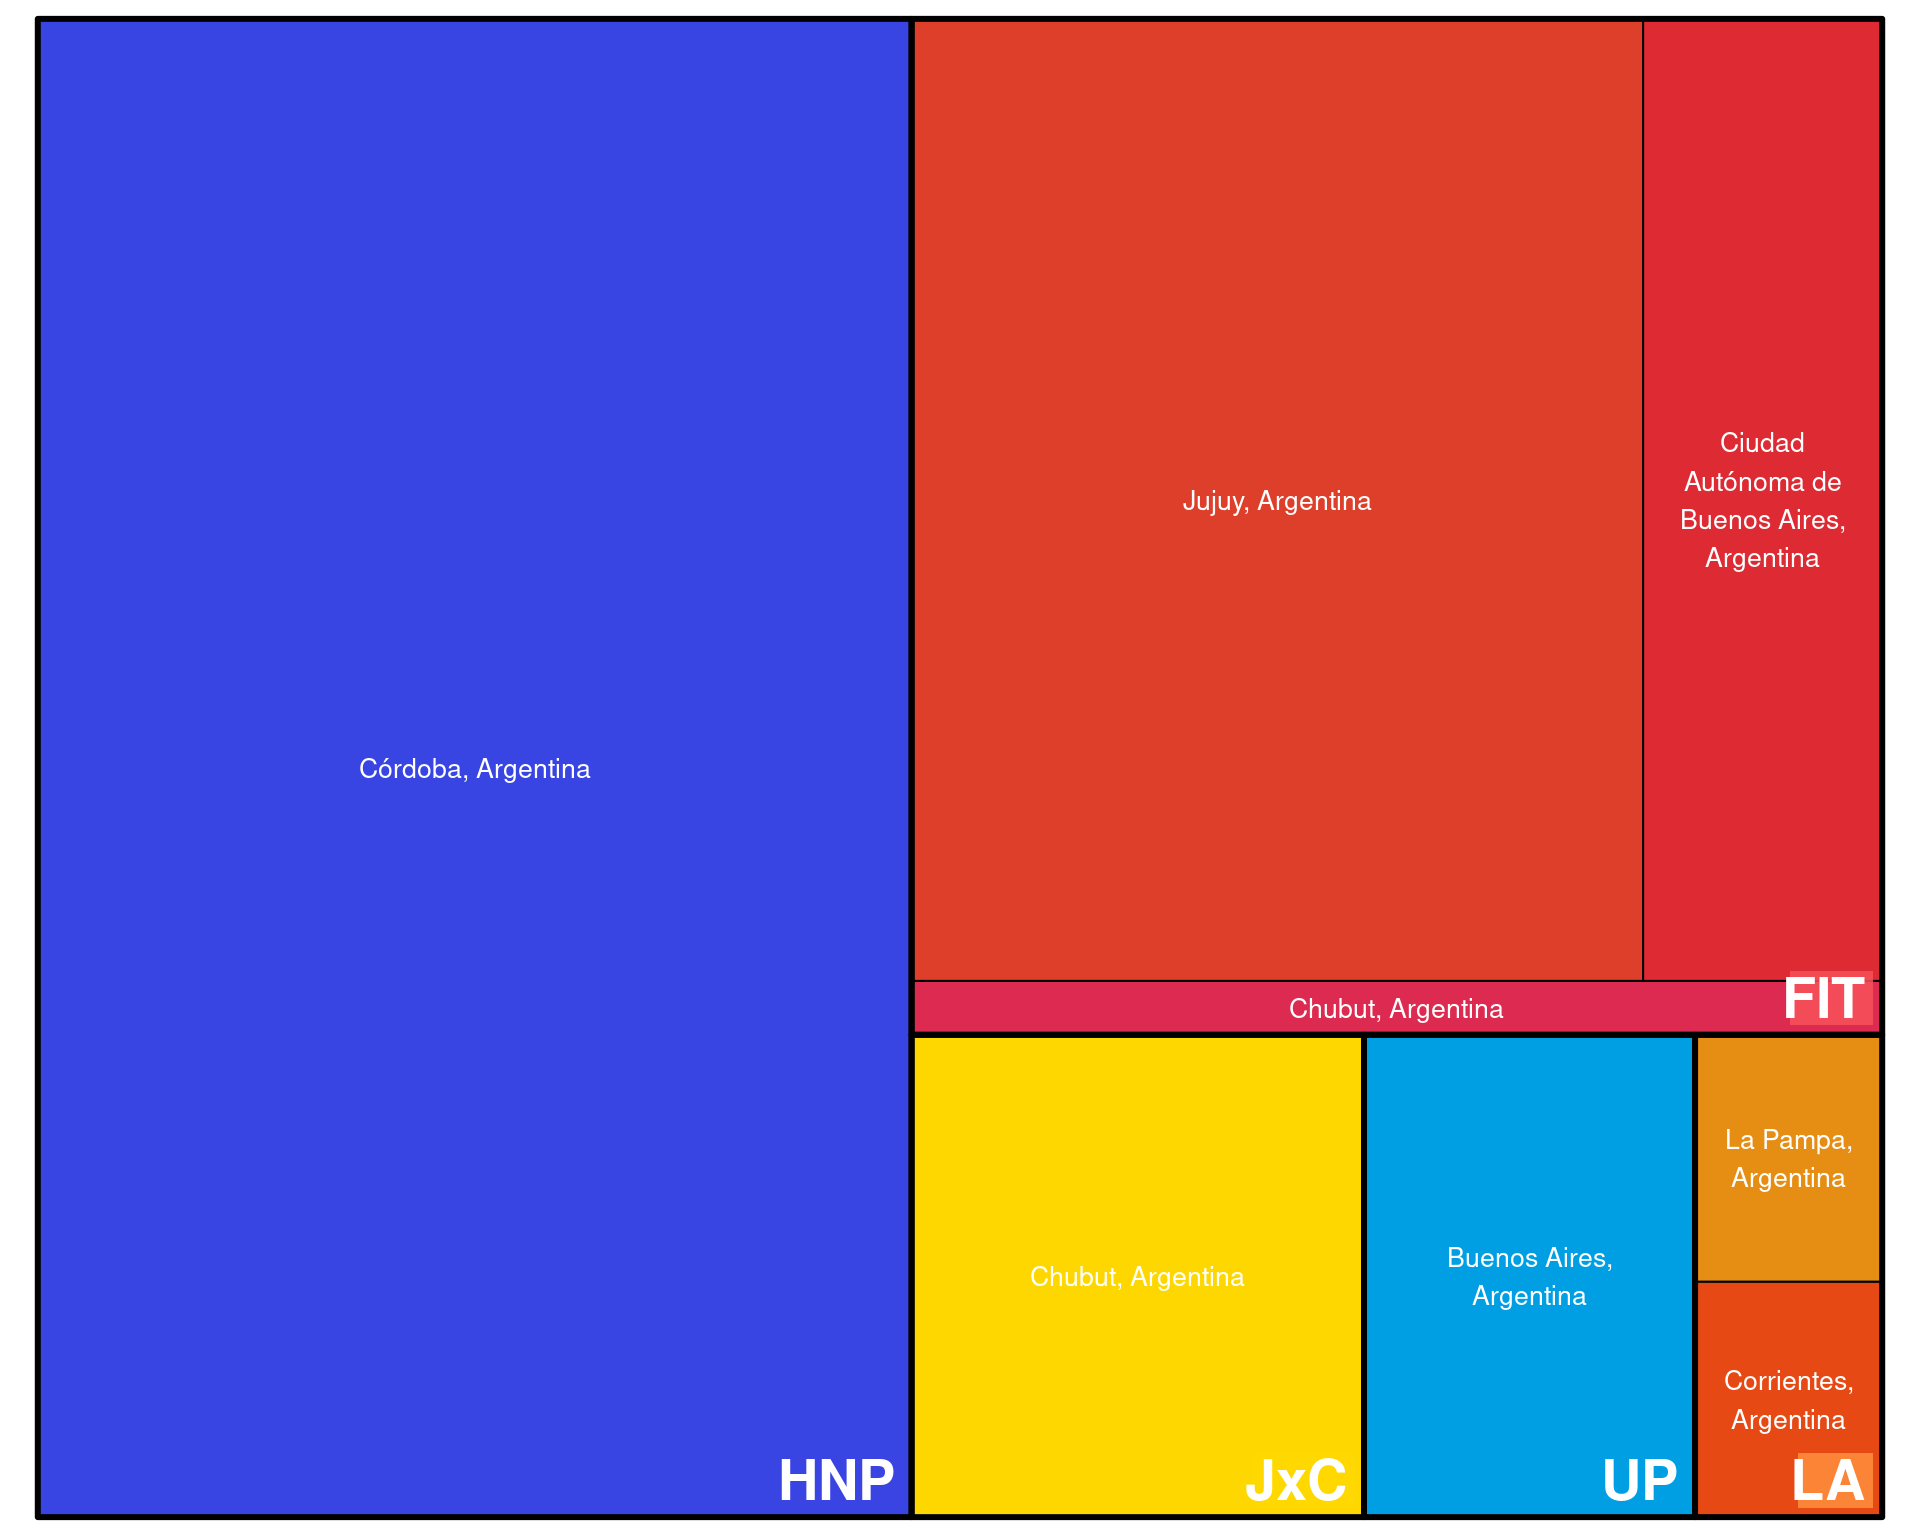 Córdoba, Argentina
HNP
Jujuy, Argentina
Ciudad
Autónoma de
Buenos Aires,
Argentina
Chubut, Argentina
FIT
Chubut, Argentina
JxC
Buenos Aires,
Argentina
UP
La Pampa,
Argentina
Corrientes,
Argentina
LA